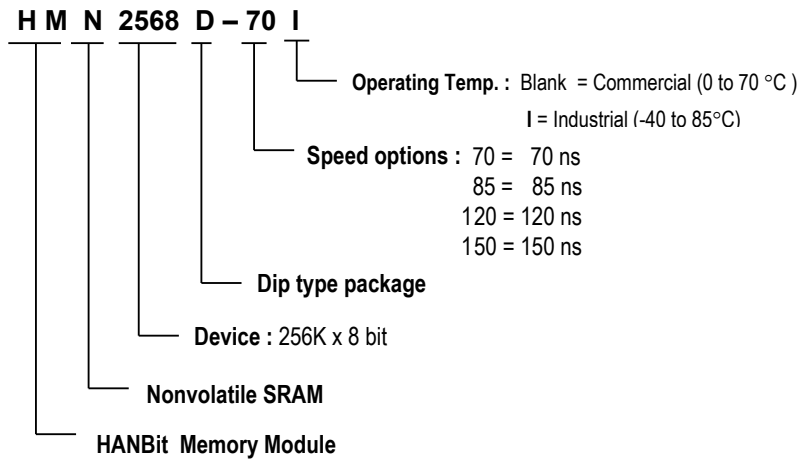 H M N 2568 D – 70 I
Operating Temp. : Blank = Commercial (0 to 70 °C )
I = Industrial (-40 to 85°C)
Speed options : 70 = 70 ns
85 = 85 ns
120 = 120 ns
150 = 150 ns
Dip type package
Device : 256K x 8 bit
Nonvolatile SRAM
HANBit Memory Module